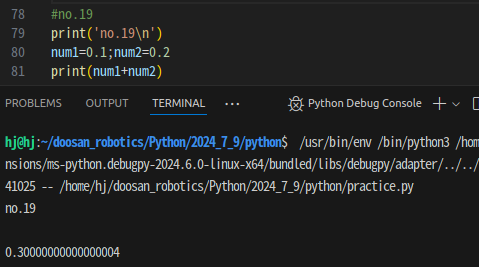 78 #no.19
79 print('no.19\n')
80 num1=0.1;num2=0.2
81 print(num1+num2)
PROBLEMS OUTPUT TERMINAL ··· Python Debug Console +
hj@hj:~/doosan_robotics/Python/2024_7_9/python$ /usr/bin/env /bin/python3 /hom
nsions/ms-python.debugpy-2024.6.0-linux-x64/bundled/libs/debugpy/adapter/../../
41025 -- /home/hj/doosan_robotics/Python/2024_7_9/python/practice.py
no.19
0.30000000000000004